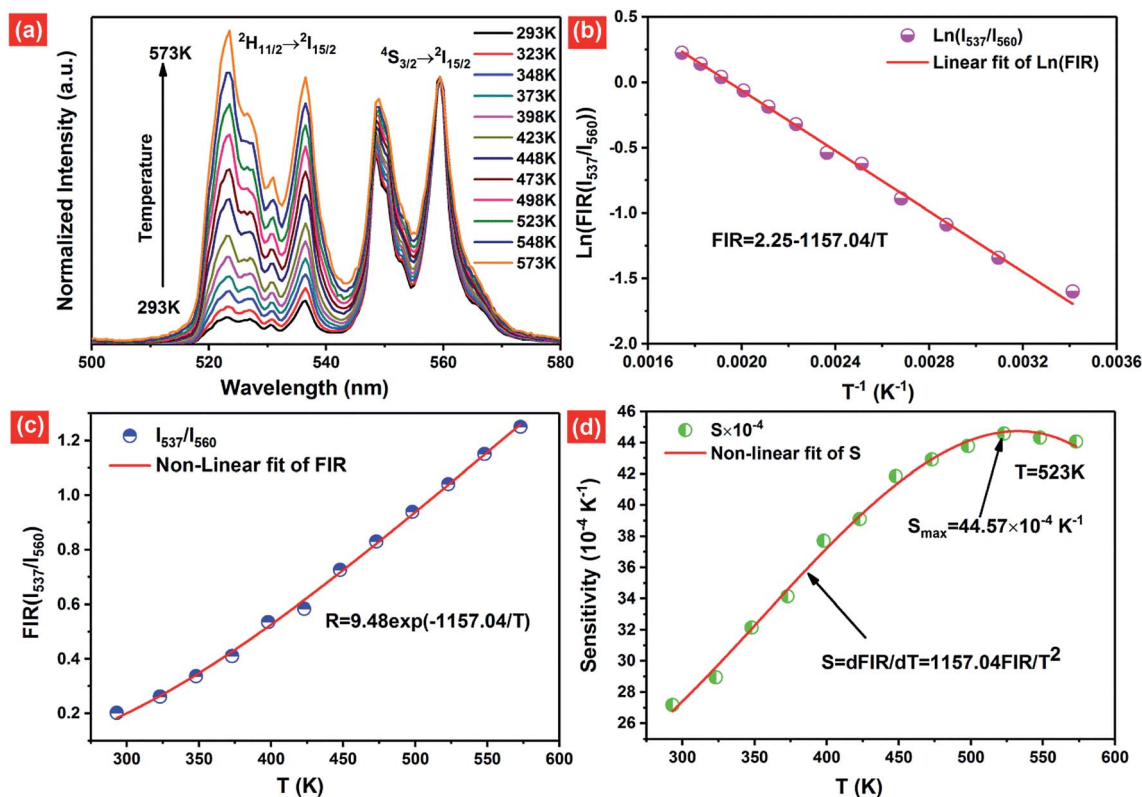 (a)
²H₁₁/₂→²I₁₅/₂
⁴S₃/₂→²I₁₅/₂
573K
Temperature
293K
293K
323K
348K
373K
398K
423K
448K
473K
498K
523K
548K
573K
Normalized Intensity (a.u.)
500 520 540 560 580
Wavelength (nm)
(b)
Ln(I₅₃₇/I₅₆₀)
Linear fit of Ln(FIR)
FIR=2.25-1157.04/T
Ln(FIR(I₅₃₇/I₅₆₀))
0.5
0.0
-0.5
-1.0
-1.5
-2.0
0.0016 0.0020 0.0024 0.0028 0.0032 0.0036
T⁻¹ (K⁻¹)
(c)
I₅₃₇/I₅₆₀
Non-Linear fit of FIR
R=9.48exp(-1157.04/T)
FIR(I₅₃₇/I₅₆₀)
1.2
1.0
0.8
0.6
0.4
0.2
300 350 400 450 500 550 600
T (K)
(d)
S×10⁻⁴
Non-linear fit of S
T=523K
Sₘₐₓ=44.57×10⁻⁴ K⁻¹
S=dFIR/dT=1157.04FIR/T²
Sensitivity (10⁻⁴ K⁻¹)
46
44
42
40
38
36
34
32
30
28
26
300 350 400 450 500 550 600
T (K)